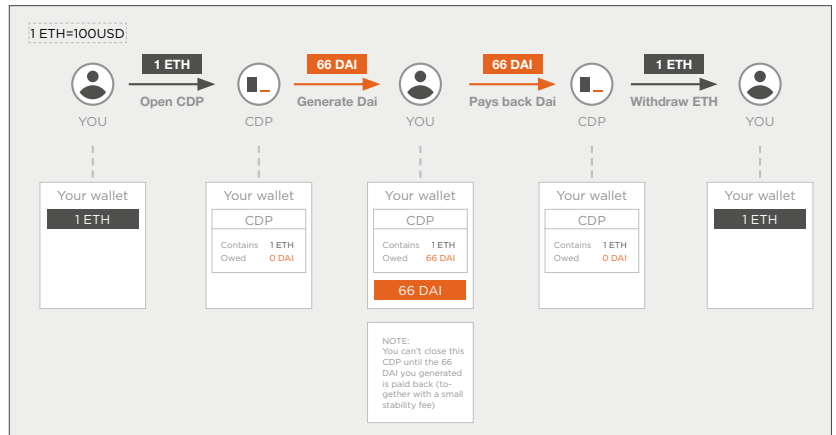 1 ETH=100USD
1 ETH
66 DAI
66 DAI
1 ETH
Open CDP
Generate Dai
Pays back Dai
Withdraw ETH
YOU
CDP
YOU
CDP
YOU
Your wallet
1 ETH
Your wallet
CDP
Contains 1 ETH
Owed 0 DAI
Your wallet
CDP
Contains 1 ETH
Owed 66 DAI
66 DAI
Your wallet
CDP
Contains 1 ETH
Owed 0 DAI
Your wallet
1 ETH
NOTE:
You can't close this
CDP until the 66
DAI you generated
is paid back (to-
gether with a small
stability fee)